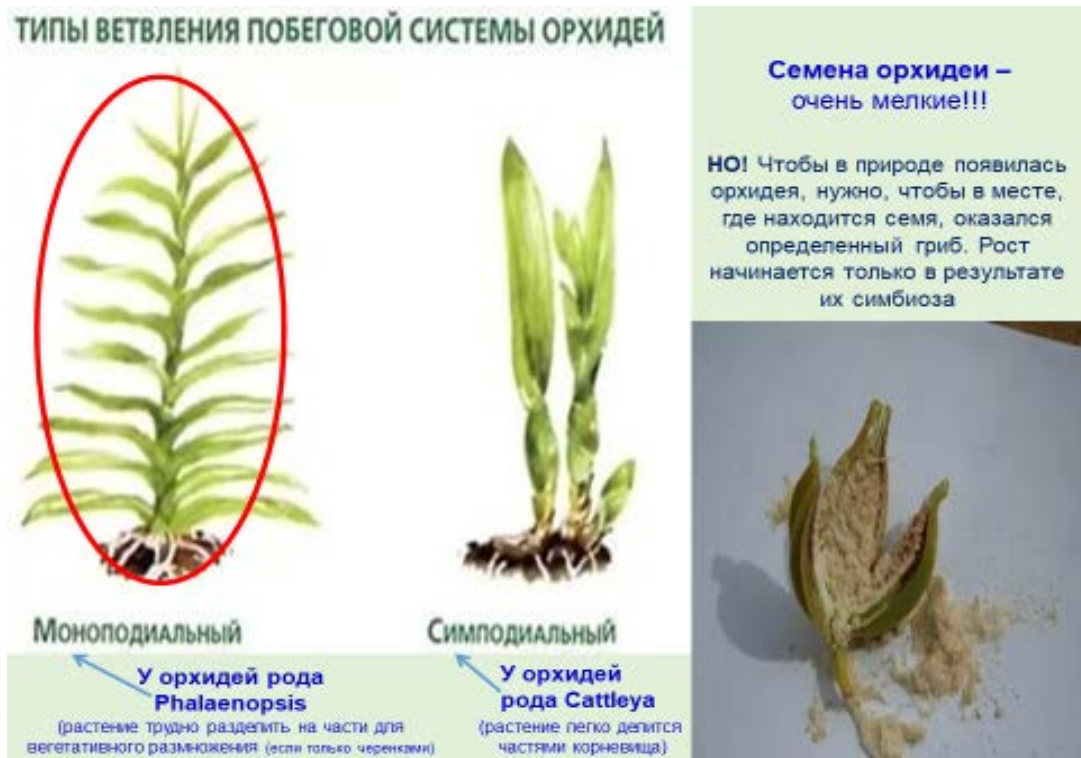 ТИПЫ ВЕТВЛЕНИЯ ПОБЕГОВОЙ СИСТЕМЫ ОРХИДЕЙ
Моноподиальный
У орхидей рода
Phalaenopsis
(растение трудно разделить на части для
вегетативного размножения (если только черенками)
Симподиальный
У орхидей
рода Cattleya
(растение легко делится
частями корневища)
Семена орхидеи –
очень мелкие!!!
НО! Чтобы в природе появилась
орхидея, нужно, чтобы в месте,
где находится семя, оказался
определенный гриб. Рост
начинается только в результате
их симбиоза